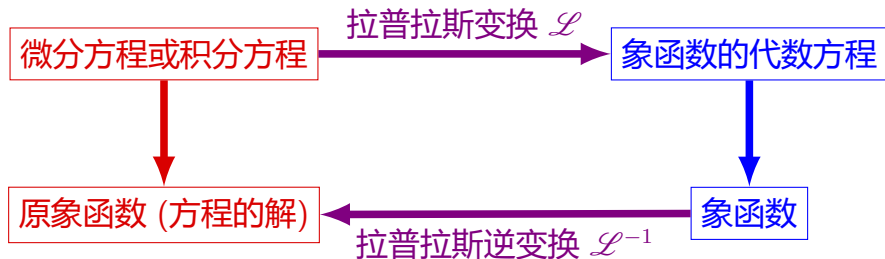 拉普拉斯变换 ℒ
微分方程或积分方程
象函数的代数方程
原象函数 (方程的解)
象函数
拉普拉斯逆变换 ℒ⁻¹